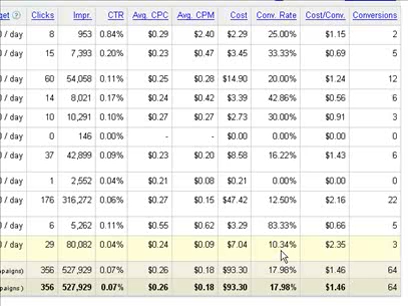 get ? Clicks Impr. CTR Avg. CPC Avg. CPM Cost Conv. Rate Cost/Conv. Conversions
/ day 8 953 0.84% $0.29 $2.40 $2.29 25.00% $1.15 2
/ day 15 7,393 0.20% $0.23 $0.47 $3.45 33.33% $0.69 5
/ day 60 54,058 0.11% $0.25 $0.28 $14.90 20.00% $1.24 12
/ day 14 8,021 0.17% $0.24 $0.42 $3.39 42.86% $0.56 6
/ day 10 10,291 0.10% $0.27 $0.27 $2.73 30.00% $0.91 3
/ day 0 146 0.00% - - $0.00 0.00% $0.00 0
/ day 37 42,899 0.09% $0.23 $0.20 $8.58 16.22% $1.43 6
/ day 1 2,552 0.04% $0.21 $0.08 $0.21 0.00% $0.00 0
/ day 176 316,272 0.06% $0.27 $0.15 $47.42 12.50% $2.16 22
/ day 6 5,262 0.11% $0.55 $0.62 $3.29 83.33% $0.66 5
/ day 29 80,082 0.04% $0.24 $0.09 $7.04 10.34% $2.35 3
paigns) 356 527,929 0.07% $0.26 $0.18 $93.30 17.98% $1.46 64
paigns ) 356 527,929 0.07% $0.26 $0.18 $93.30 17.98% $1.46 64